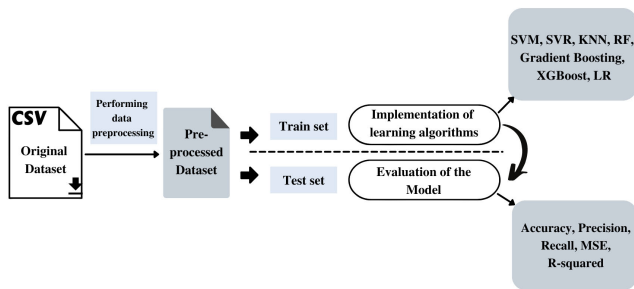 CSV
Original
Dataset
Performing
data
preprocessing
Pre-
processed
Dataset
Train set
Test set
Implementation of
learning algorithms
Evaluation of the
Model
SVM, SVR, KNN, RF,
Gradient Boosting,
XGBoost, LR
Accuracy, Precision,
Recall, MSE,
R-squared